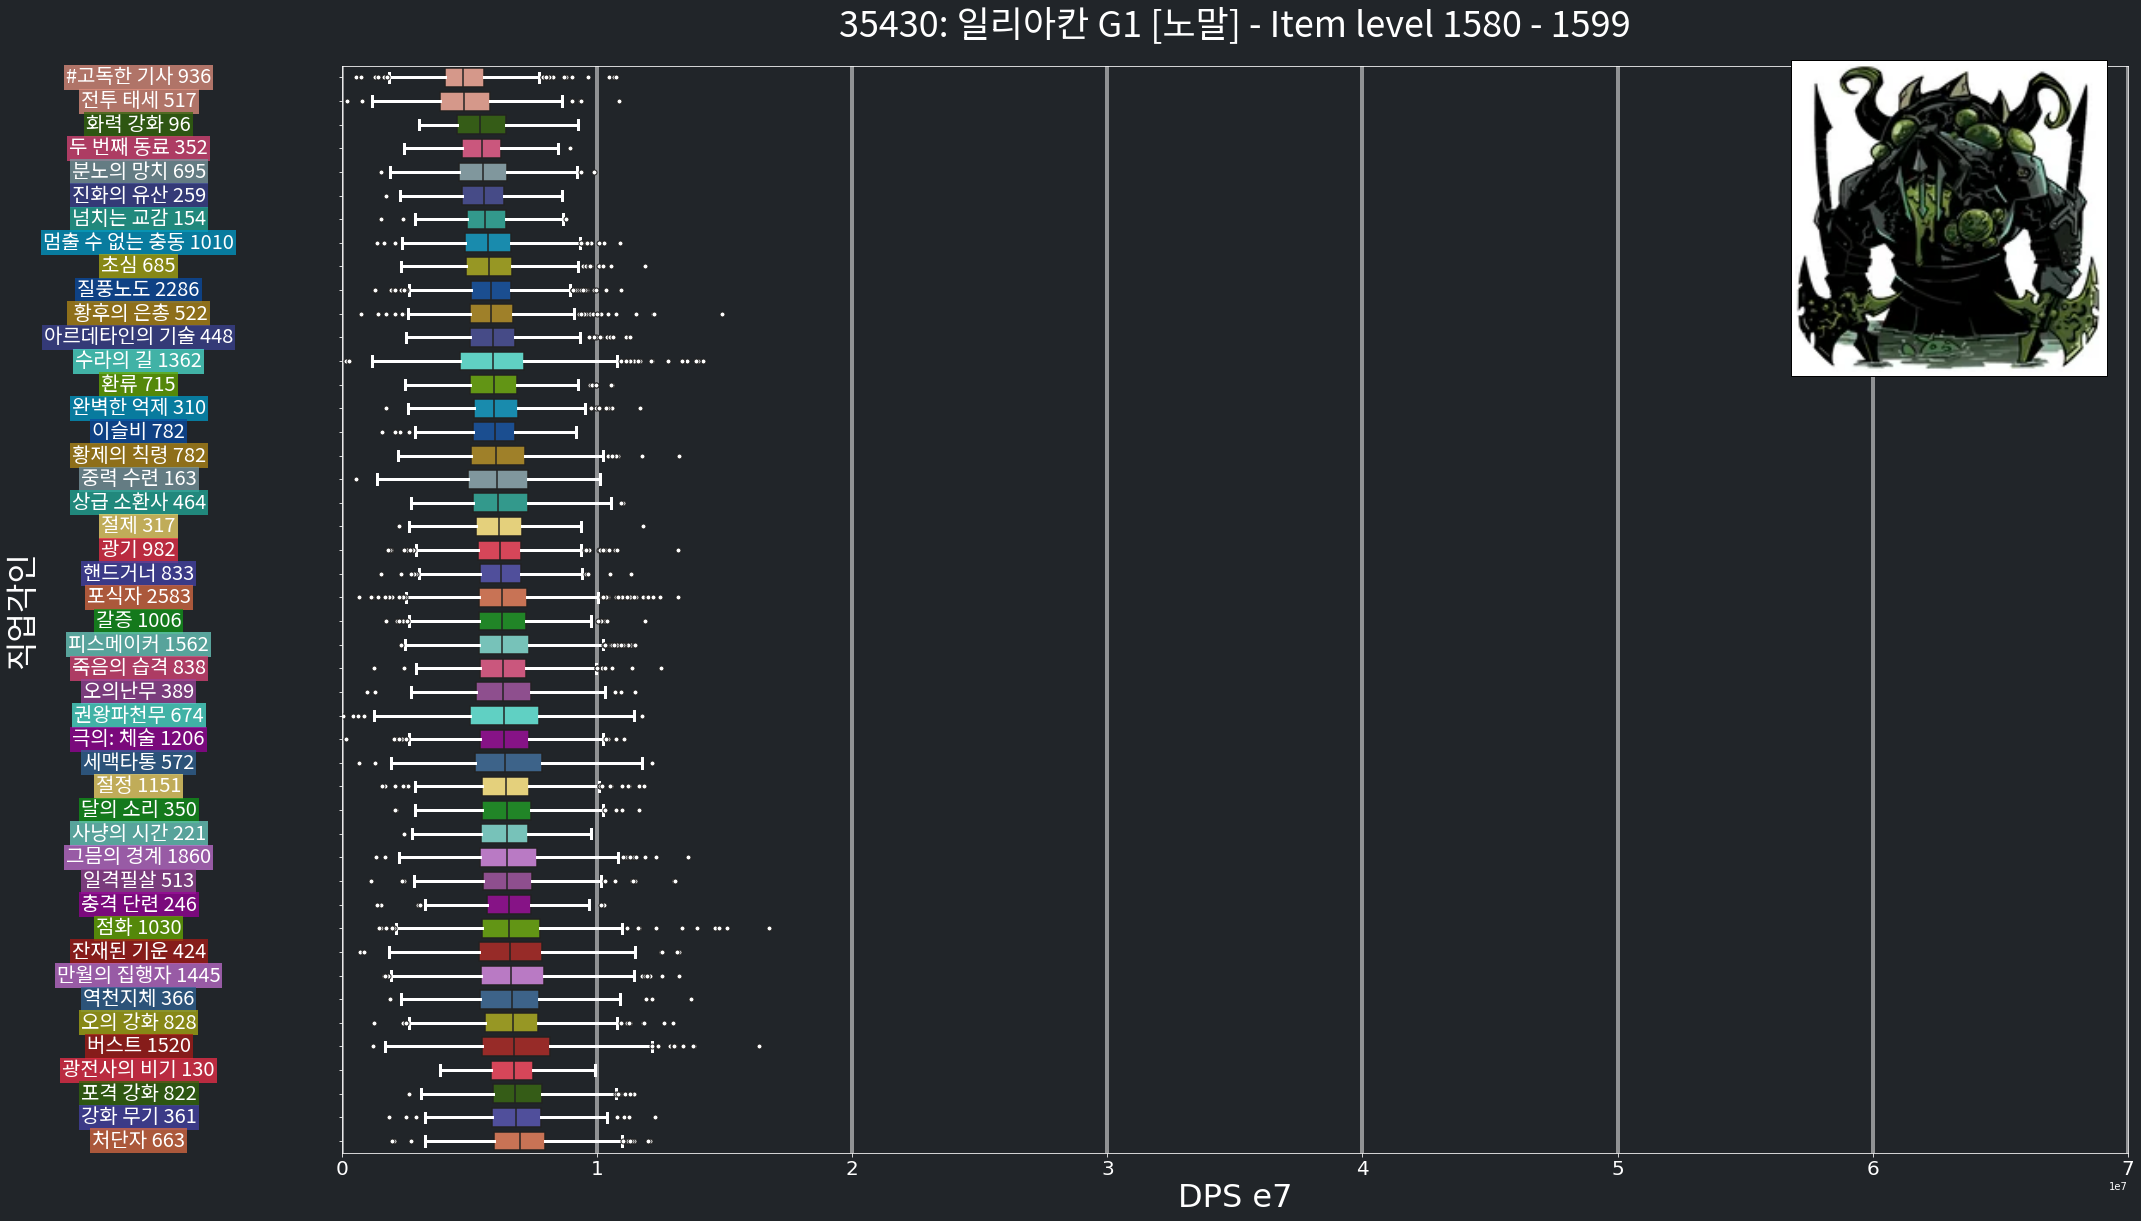 35430: 일리아칸 G1 [노말] - Item level 1580 - 1599
직업각인
#고독한 기사 936
전투 태세 517
화력 강화 96
두 번째 동료 352
분노의 망치 695
진화의 유산 259
넘치는 교감 154
멈출 수 없는 충동 1010
초심 685
질풍노도 2286
황후의 은총 522
아르데타인의 기술 448
수라의 길 1362
환류 715
완벽한 억제 310
이슬비 782
황제의 칙령 782
중력 수련 163
상급 소환사 464
절제 317
광기 982
핸드거너 833
포식자 2583
갈증 1006
피스메이커 1562
죽음의 습격 838
오의난무 389
권왕파천무 674
극의: 체술 1206
세맥타통 572
절정 1151
달의 소리 350
사냥의 시간 221
그믐의 경계 1860
일격필살 513
충격 단련 246
점화 1030
잔재된 기운 424
만월의 집행자 1445
역천지체 366
오의 강화 828
버스트 1520
광전사의 비기 130
포격 강화 822
강화 무기 361
처단자 663
0 1 2 3 4 5 6 7
1e7
DPS e7